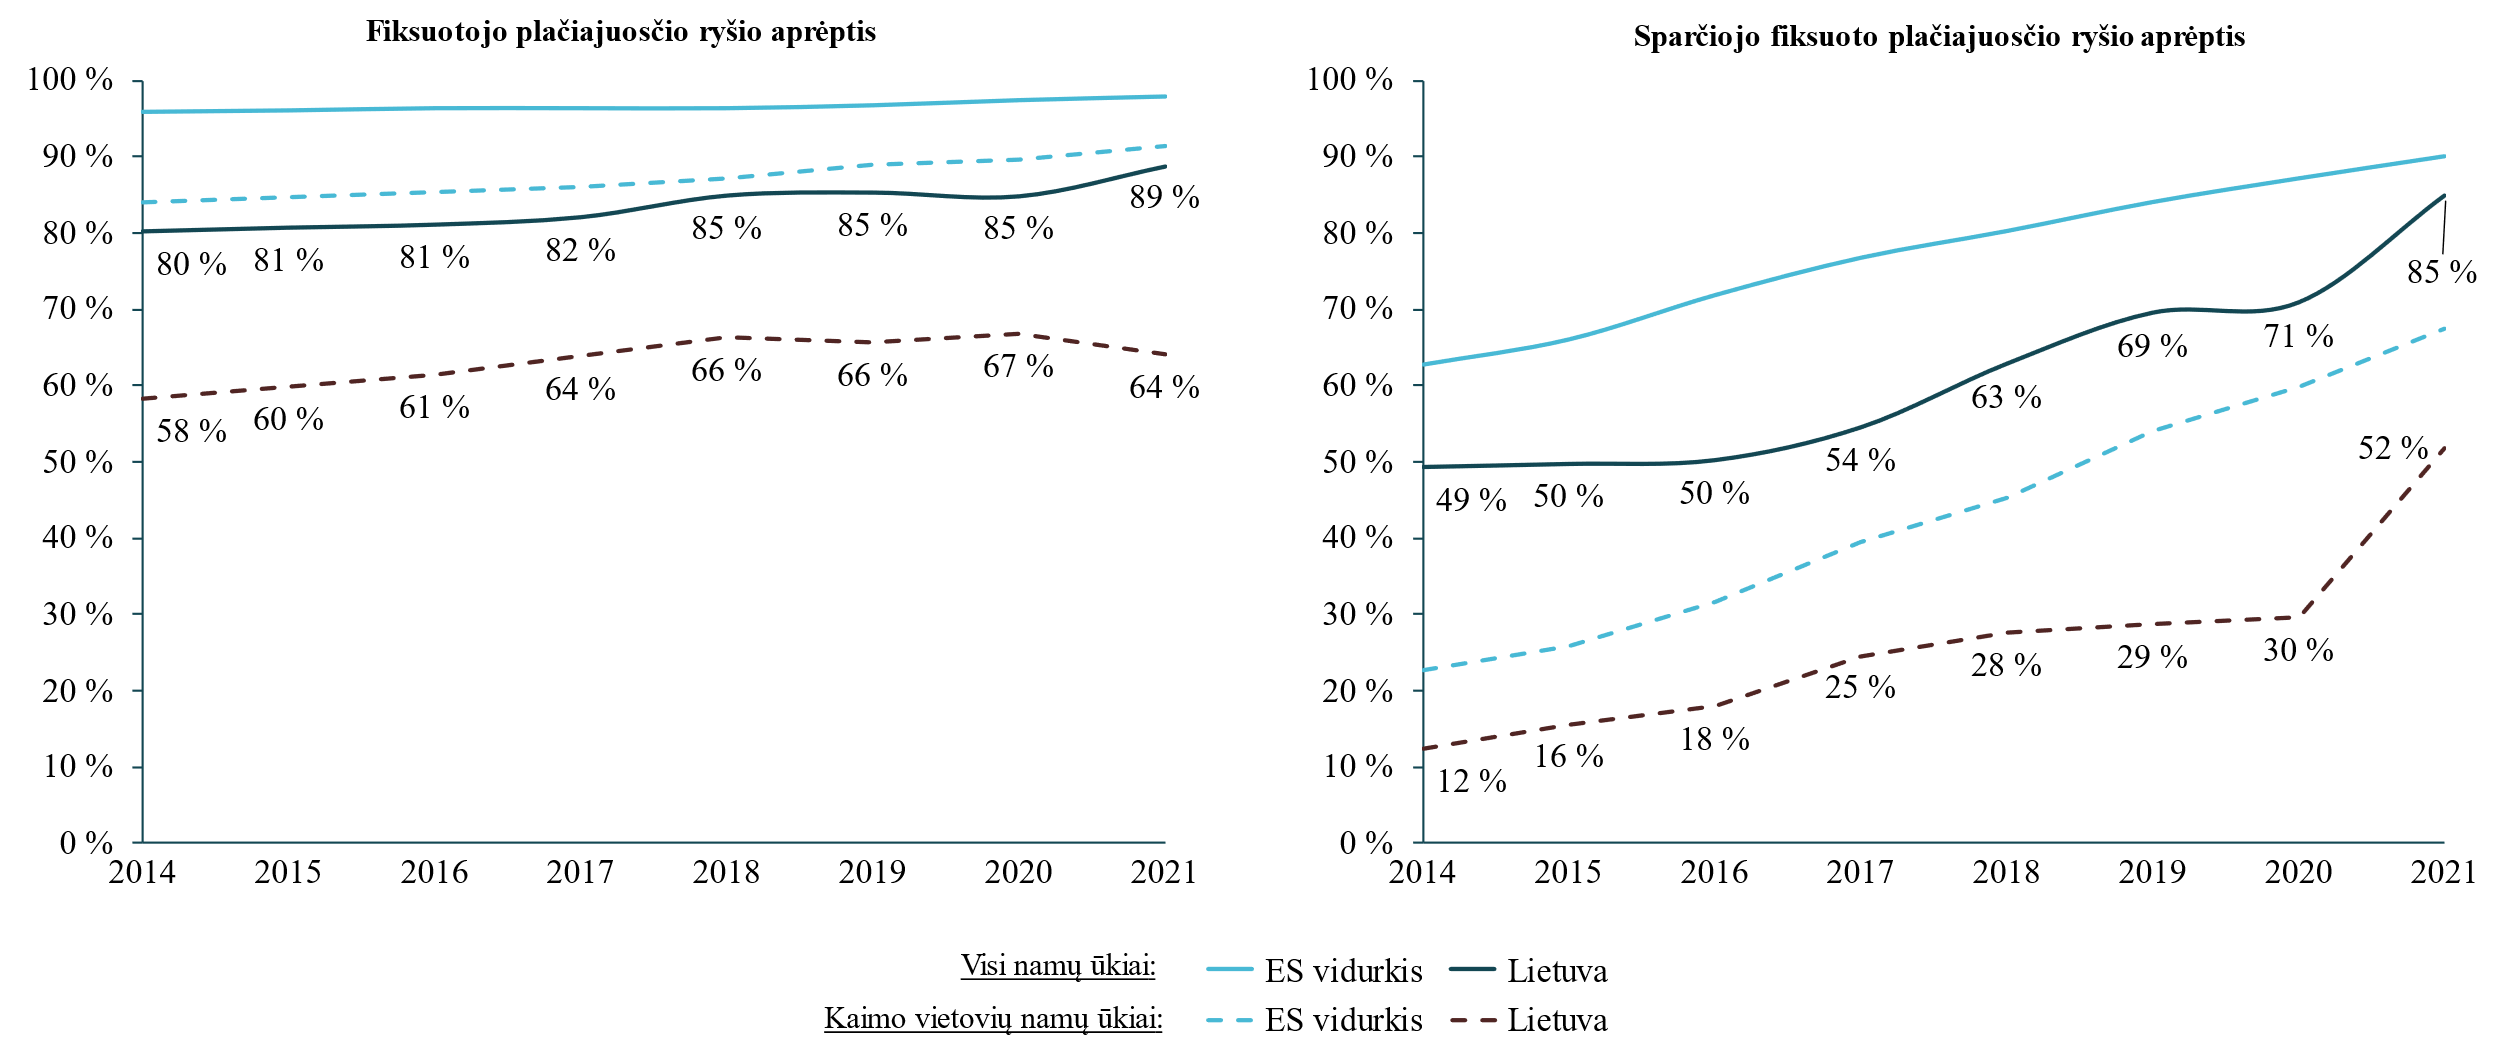 Fiksuotojo plačiajuosčio ryšio aprėptis
100 %
90 %
80 %
70 %
60 %
50 %
40 %
30 %
20 %
10 %
0 %
80 % 81 % 81 % 82 % 85 % 85 % 85 % 89 %
58 % 60 % 61 % 64 % 66 % 66 % 67 % 64 %
2014 2015 2016 2017 2018 2019 2020 2021
Sparčiojo fiksuoto plačiajuosčio ryšio aprėptis
100 %
90 %
80 %
70 %
60 %
50 %
40 %
30 %
20 %
10 %
0 %
49 % 50 % 50 % 54 % 63 % 69 % 71 % 85 %
12 % 16 % 18 % 25 % 28 % 29 % 30 % 52 %
2014 2015 2016 2017 2018 2019 2020 2021
Visi namų ūkiai: ES vidurkis Lietuva
Kaimo vietovių namų ūkiai: ES vidurkis Lietuva